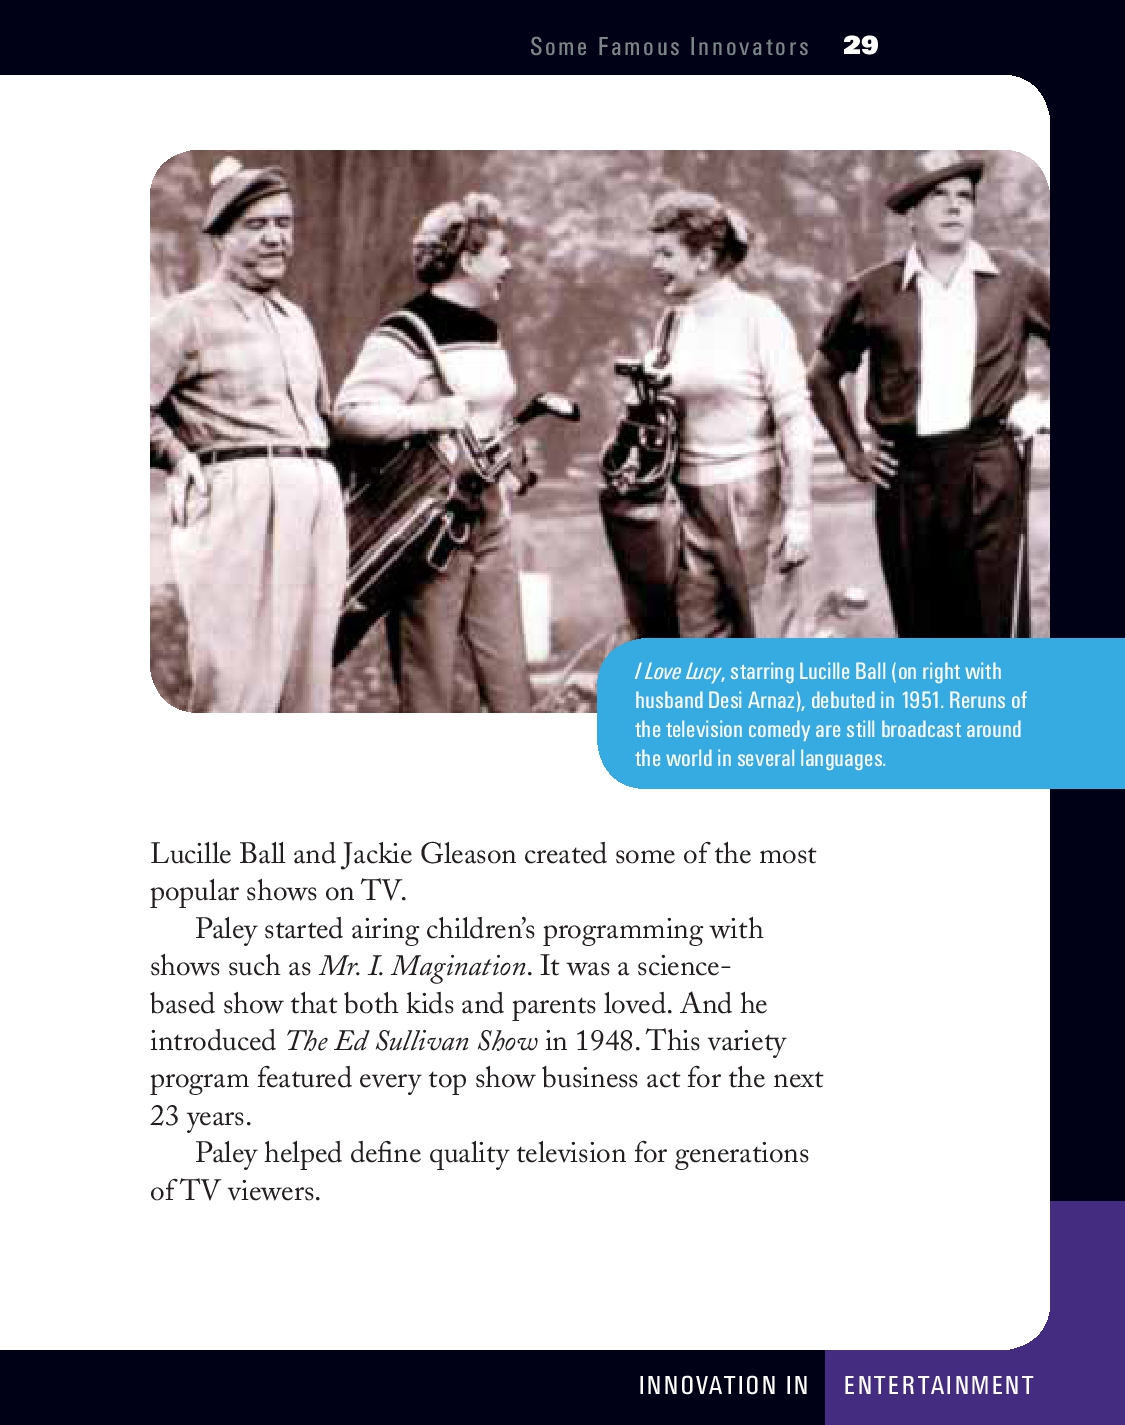 Some Famous Innovators 29
I Love Lucy, starring Lucille Ball (on right with
husband Desi Arnaz), debuted in 1951. Reruns of
the television comedy are still broadcast around
the world in several languages.
Lucille Ball and Jackie Gleason created some of the most
popular shows on TV.
Paley started airing children’s programming with
shows such as Mr. I. Magination. It was a science-
based show that both kids and parents loved. And he
introduced The Ed Sullivan Show in 1948. This variety
program featured every top show business act for the next
23 years.
Paley helped define quality television for generations
of TV viewers.
INNOVATION IN ENTERTAINMENT